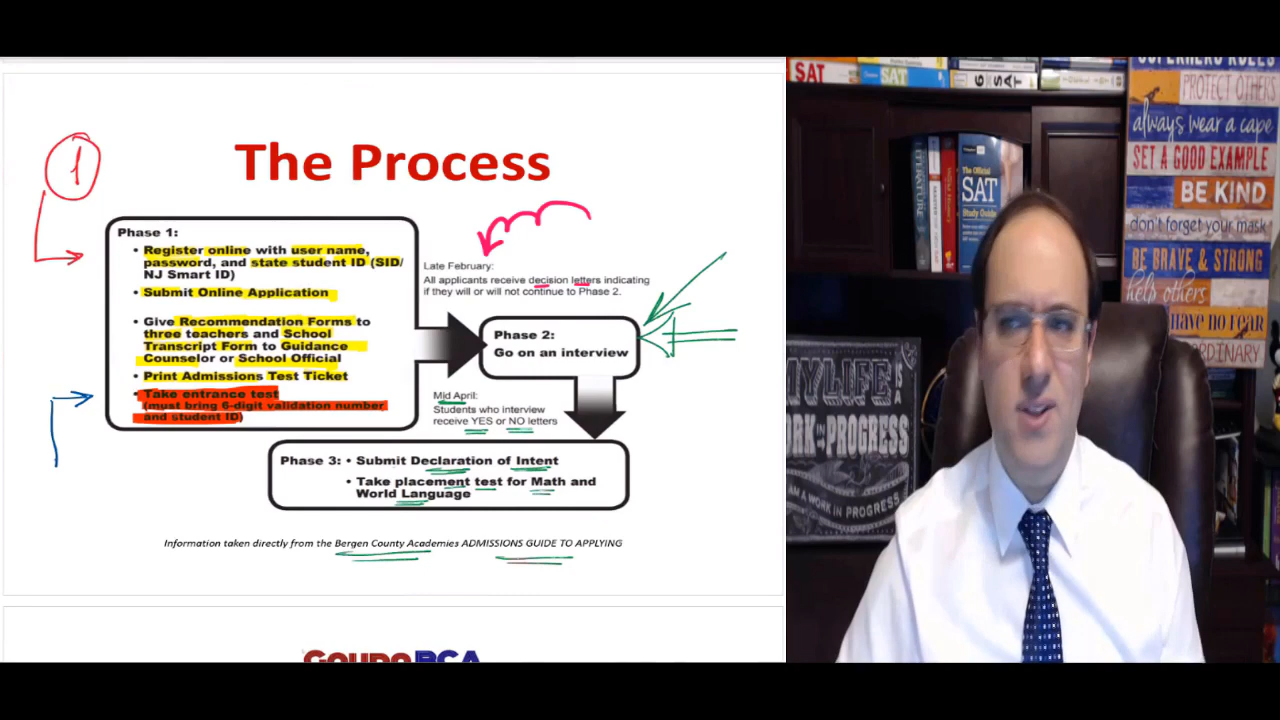 1
The Process
Phase 1:
• Register online with user name,
password, and state student ID (SID/
NJ Smart ID)
• Submit Online Application
• Give Recommendation Forms to
three teachers and School
Transcript Form to Guidance
Counselor or School Official
• Print Admissions Test Ticket
• Take entrance test
(must bring 6-digit validation number
and student ID)
Late February:
All applicants receive decision letters indicating
if they will or will not continue to Phase 2.
Phase 2:
Go on an interview
Mid April:
Students who interview
receive YES or NO letters
Phase 3: • Submit Declaration of Intent
• Take placement test for Math and
World Language
Information taken directly from the Bergen County Academies ADMISSIONS GUIDE TO APPLYING
SAT
SAT
The Official
SAT
Study Guide
SUPERHERO RULES
PROTECT OTHERS
always wear a cape
SET A GOOD EXAMPLE
BE KIND
don't forget your mask
BE BRAVE & STRONG
help others
HAVE NO FEAR
MY LIFE
IS A
WORK IN PROGRESS
I AM A WORK IN PROGRESS